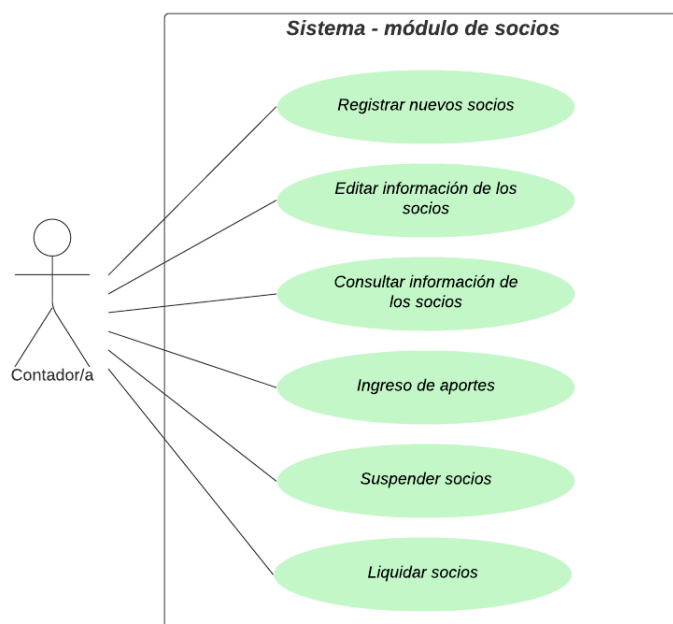 Sistema - módulo de socios
Registrar nuevos socios
Editar información de los
socios
Consultar información de
los socios
Contador/a
Ingreso de aportes
Suspender socios
Liquidar socios